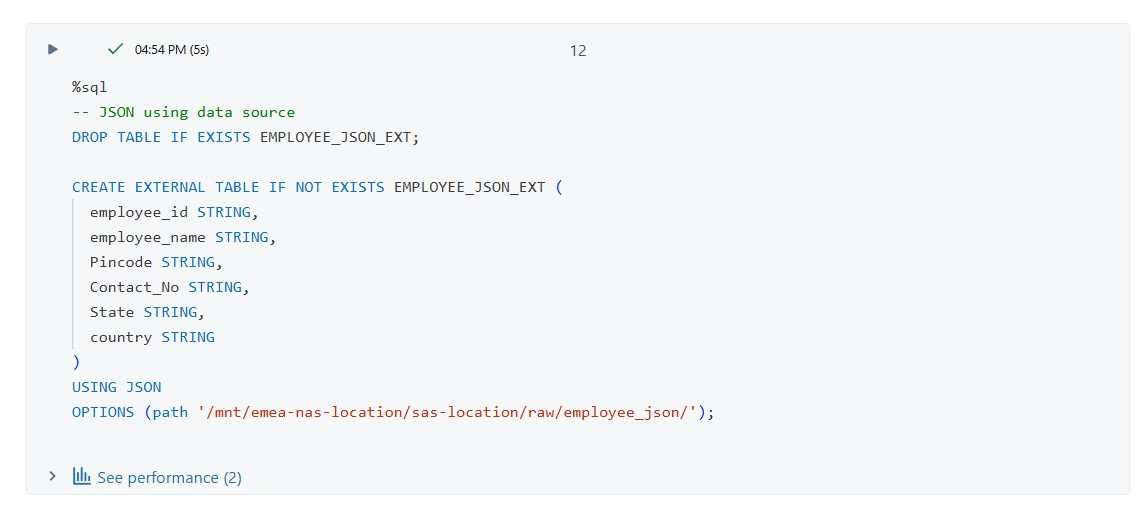 04:54 PM (5s)
12
%sql
-- JSON using data source
DROP TABLE IF EXISTS EMPLOYEE_JSON_EXT;
CREATE EXTERNAL TABLE IF NOT EXISTS EMPLOYEE_JSON_EXT (
employee_id STRING,
employee_name STRING,
Pincode STRING,
Contact_No STRING,
State STRING,
country STRING
)
USING JSON
OPTIONS (path '/mnt/emea-nas-location/sas-location/raw/employee_json/');
See performance (2)